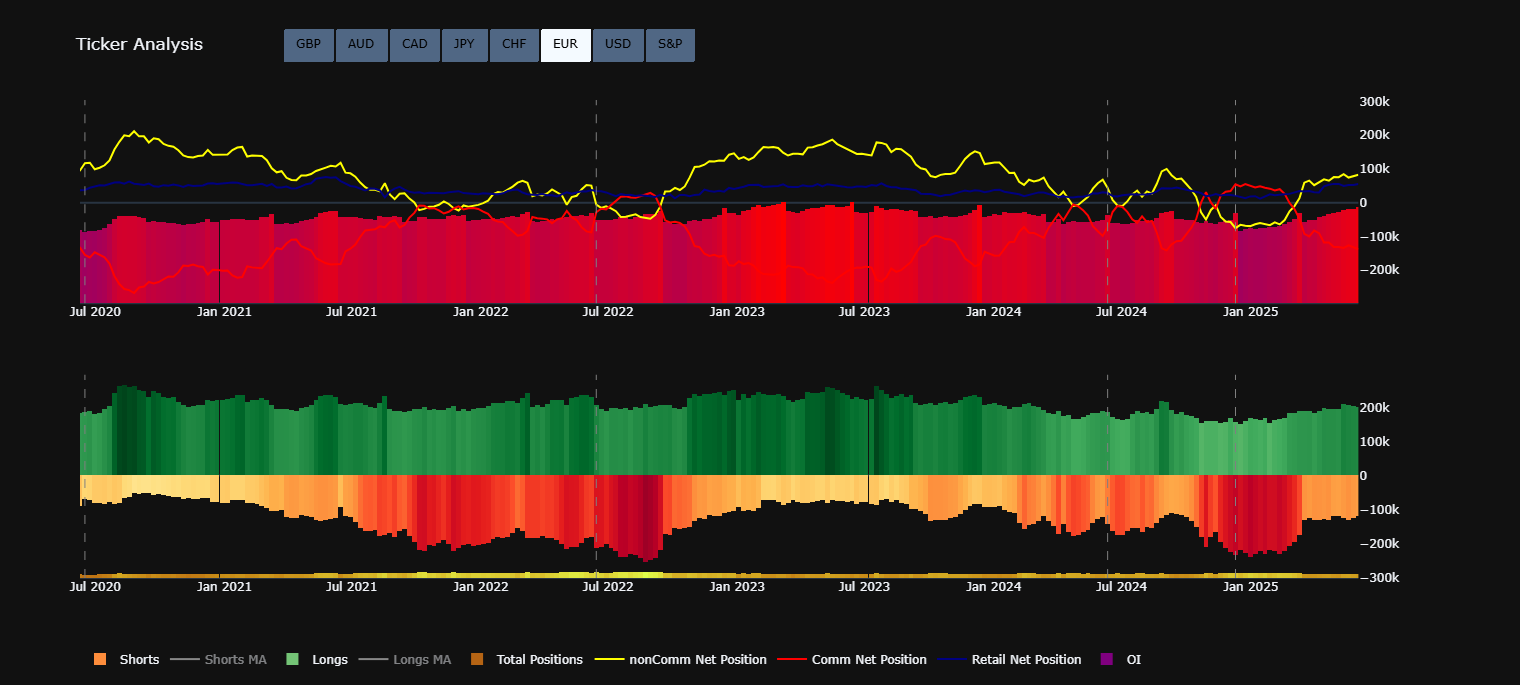 Ticker Analysis GBP AUD CAD JPY CHF EUR USD S&P
300k
200k
100k
0
−100k
−200k
Jul 2020 Jan 2021 Jul 2021 Jan 2022 Jul 2022 Jan 2023 Jul 2023 Jan 2024 Jul 2024 Jan 2025
200k
100k
0
−100k
−200k
−300k
Jul 2020 Jan 2021 Jul 2021 Jan 2022 Jul 2022 Jan 2023 Jul 2023 Jan 2024 Jul 2024 Jan 2025
Shorts Shorts MA Longs Longs MA Total Positions nonComm Net Position Comm Net Position Retail Net Position OI